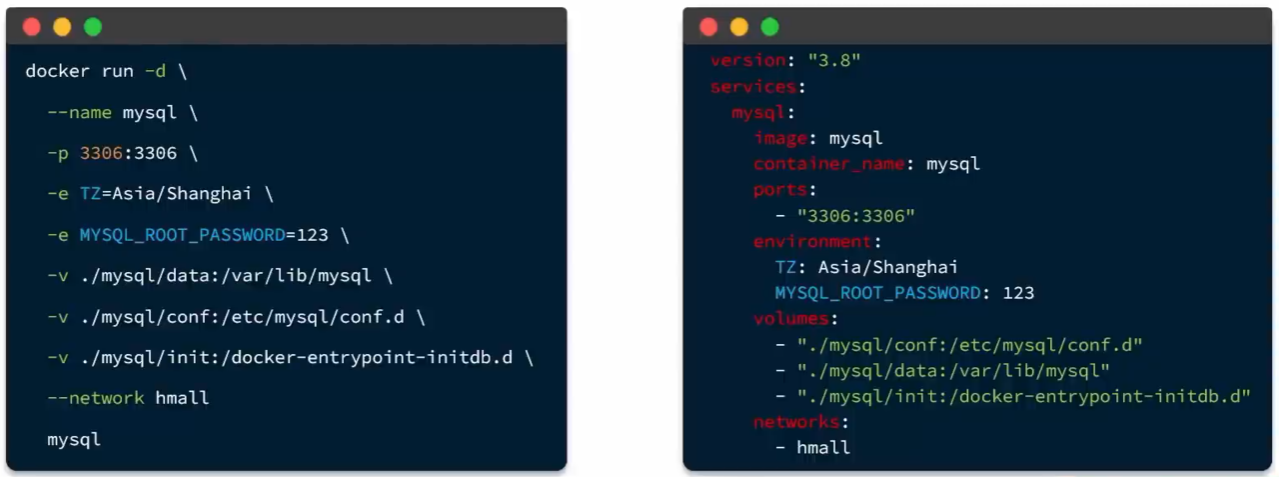 docker run -d \
--name mysql \
-p 3306:3306 \
-e TZ=Asia/Shanghai \
-e MYSQL_ROOT_PASSWORD=123 \
-v ./mysql/data:/var/lib/mysql \
-v ./mysql/conf:/etc/mysql/conf.d \
-v ./mysql/init:/docker-entrypoint-initdb.d \
--network hmall
mysql
version: "3.8"
services:
mysql:
image: mysql
container_name: mysql
ports:
- "3306:3306"
environment:
TZ: Asia/Shanghai
MYSQL_ROOT_PASSWORD: 123
volumes:
- "./mysql/conf:/etc/mysql/conf.d"
- "./mysql/data:/var/lib/mysql"
- "./mysql/init:/docker-entrypoint-initdb.d"
networks:
- hmall